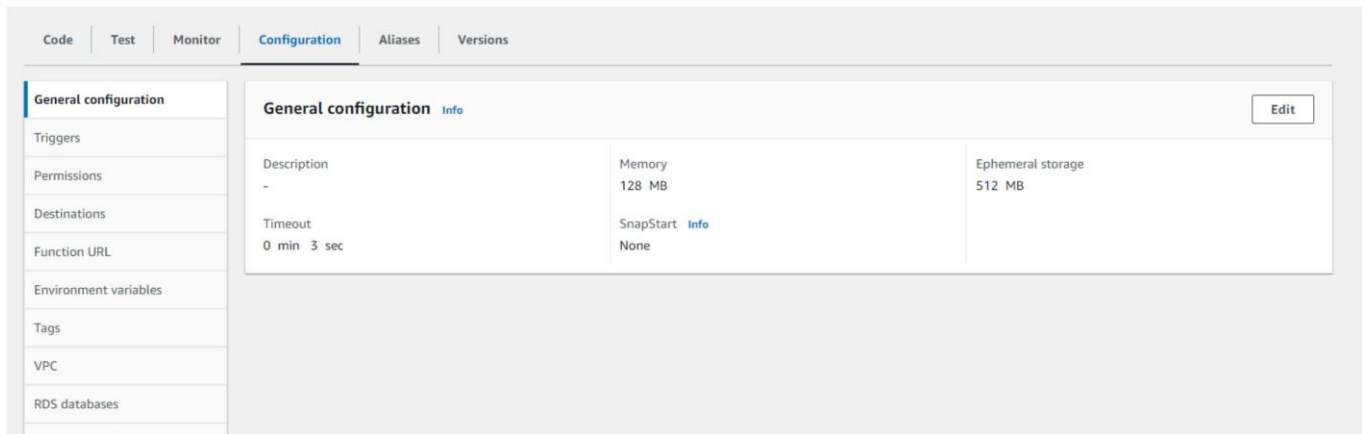 Code Test Monitor Configuration Aliases Versions
General configuration
Triggers
Permissions
Destinations
Function URL
Environment variables
Tags
VPC
RDS databases
General configuration Info
Edit
Description
-
Memory
128 MB
Ephemeral storage
512 MB
Timeout
0 min 3 sec
SnapStart Info
None